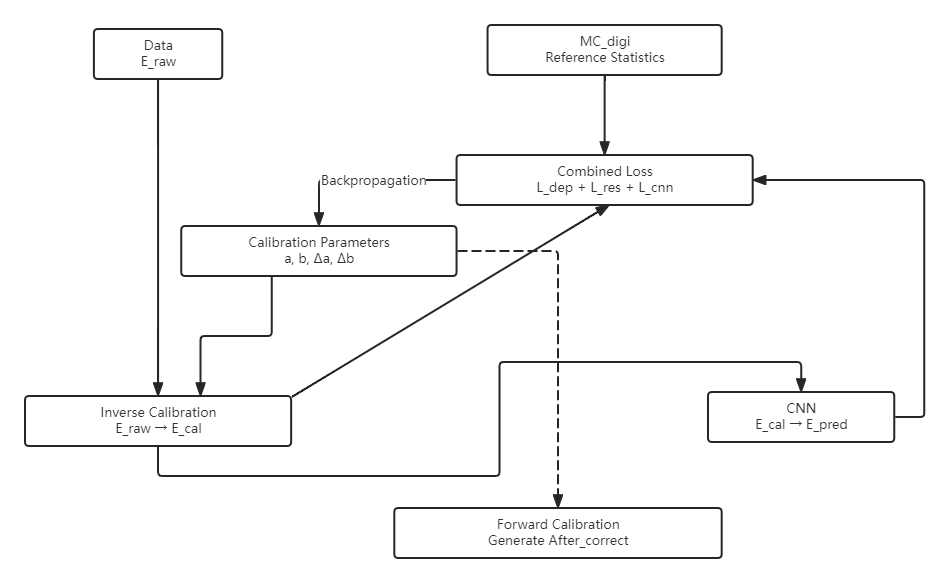 Data
E_raw
MC_digi
Reference Statistics
Combined Loss
L_dep + L_res + L_cnn
Backpropagation
Calibration Parameters
a, b, Δa, Δb
Inverse Calibration
E_raw → E_cal
CNN
E_cal → E_pred
Forward Calibration
Generate After_correct